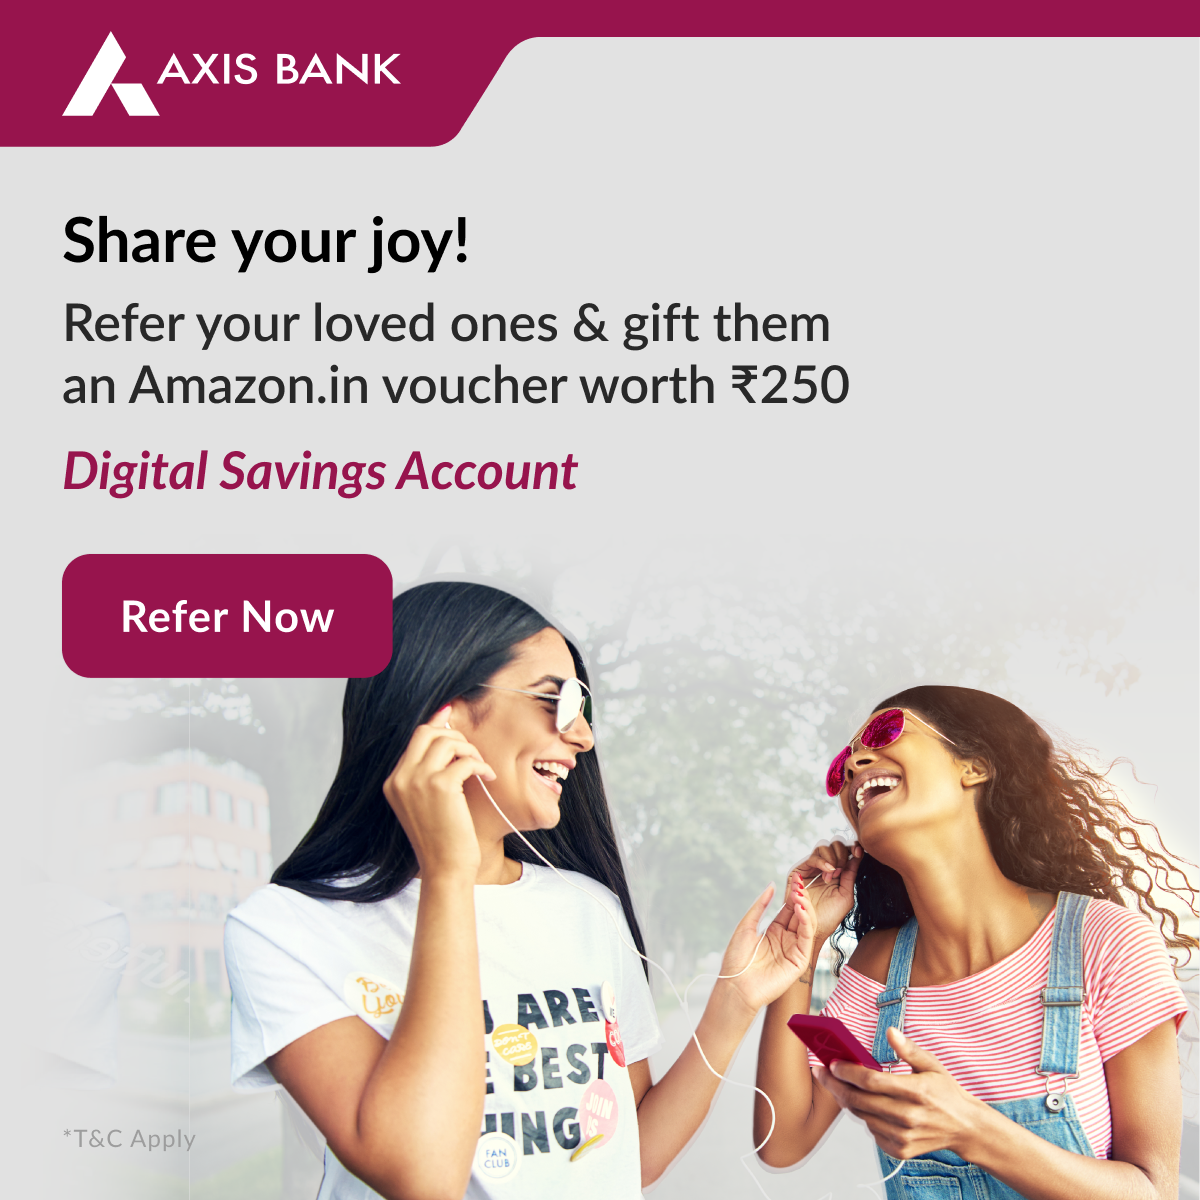 AXIS BANK
Share your joy!
Refer your loved ones & gift them
an Amazon.in voucher worth ₹250
Digital Savings Account
Refer Now
ARE
BEST
JOIN
FAN
CLUB
*T&C Apply